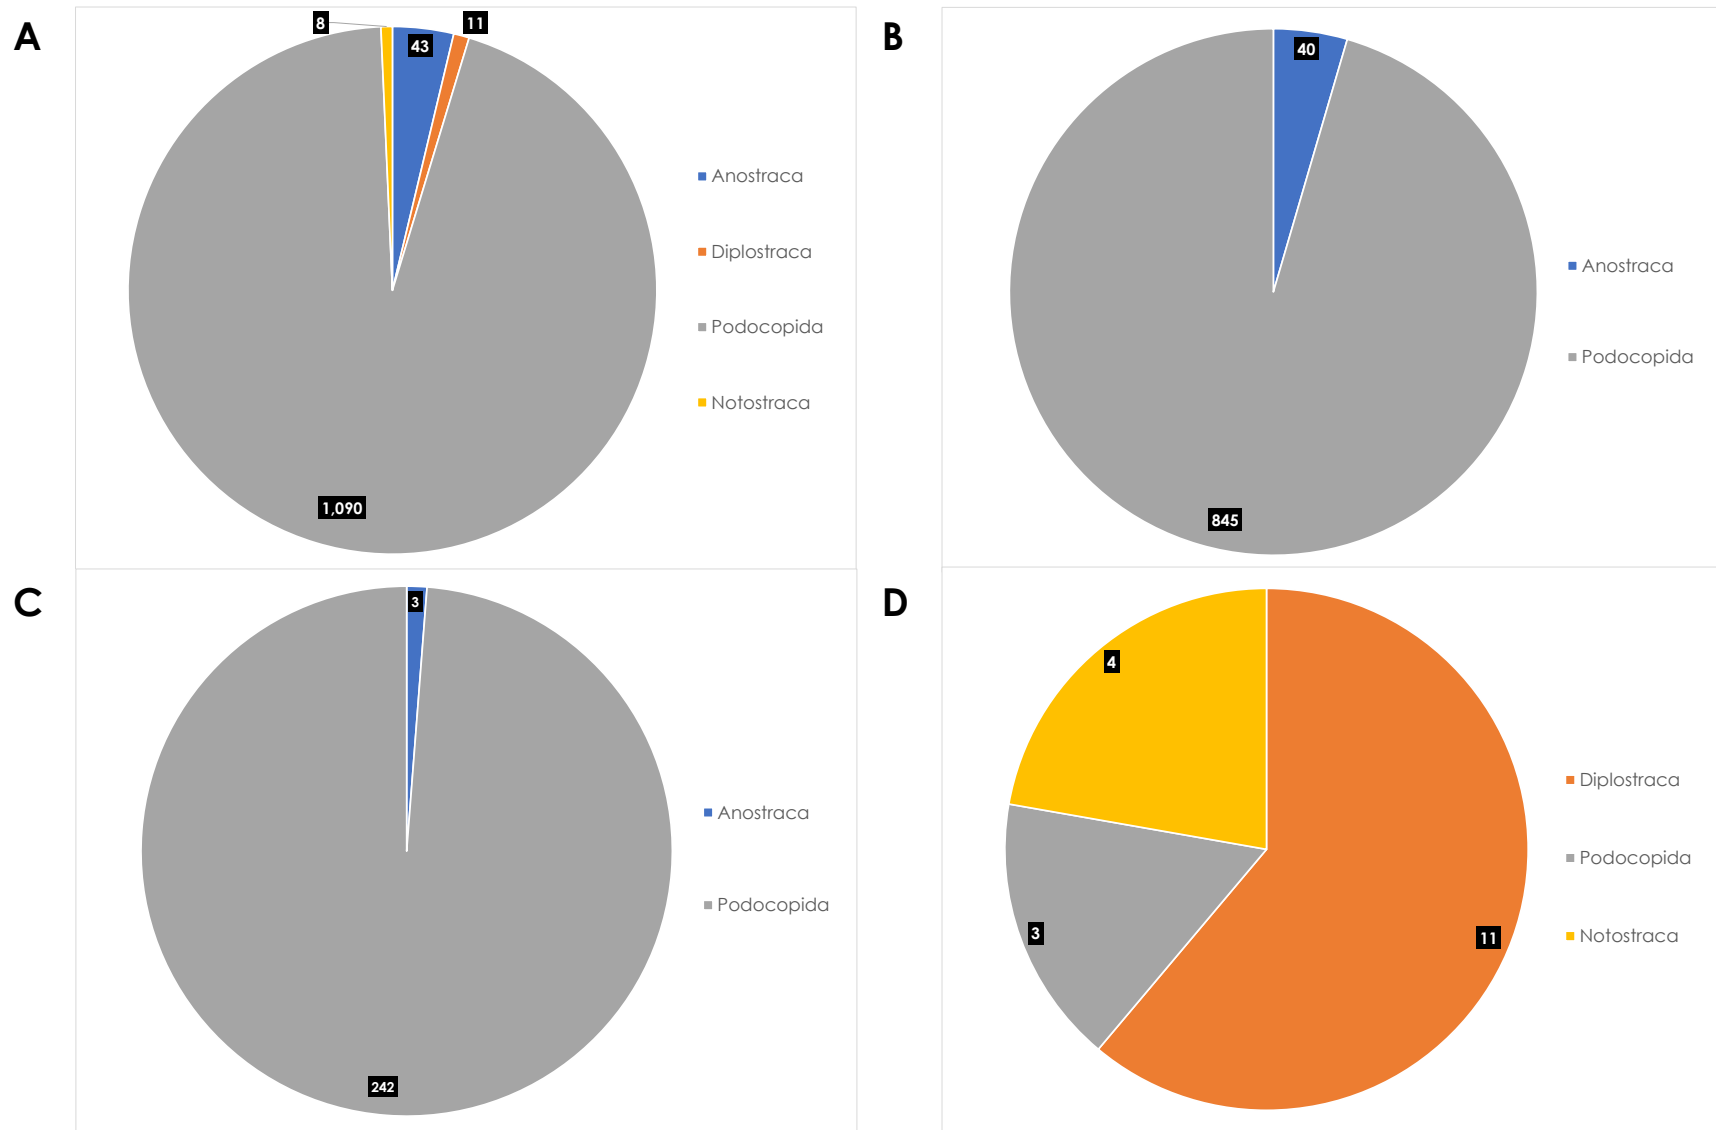 A
8
43
11
1,090
Anostraca
Diplostraca
Podocopida
Notostraca
B
40
845
Anostraca
Podocopida
C
3
242
Anostraca
Podocopida
D
4
3
11
Diplostraca
Podocopida
Notostraca